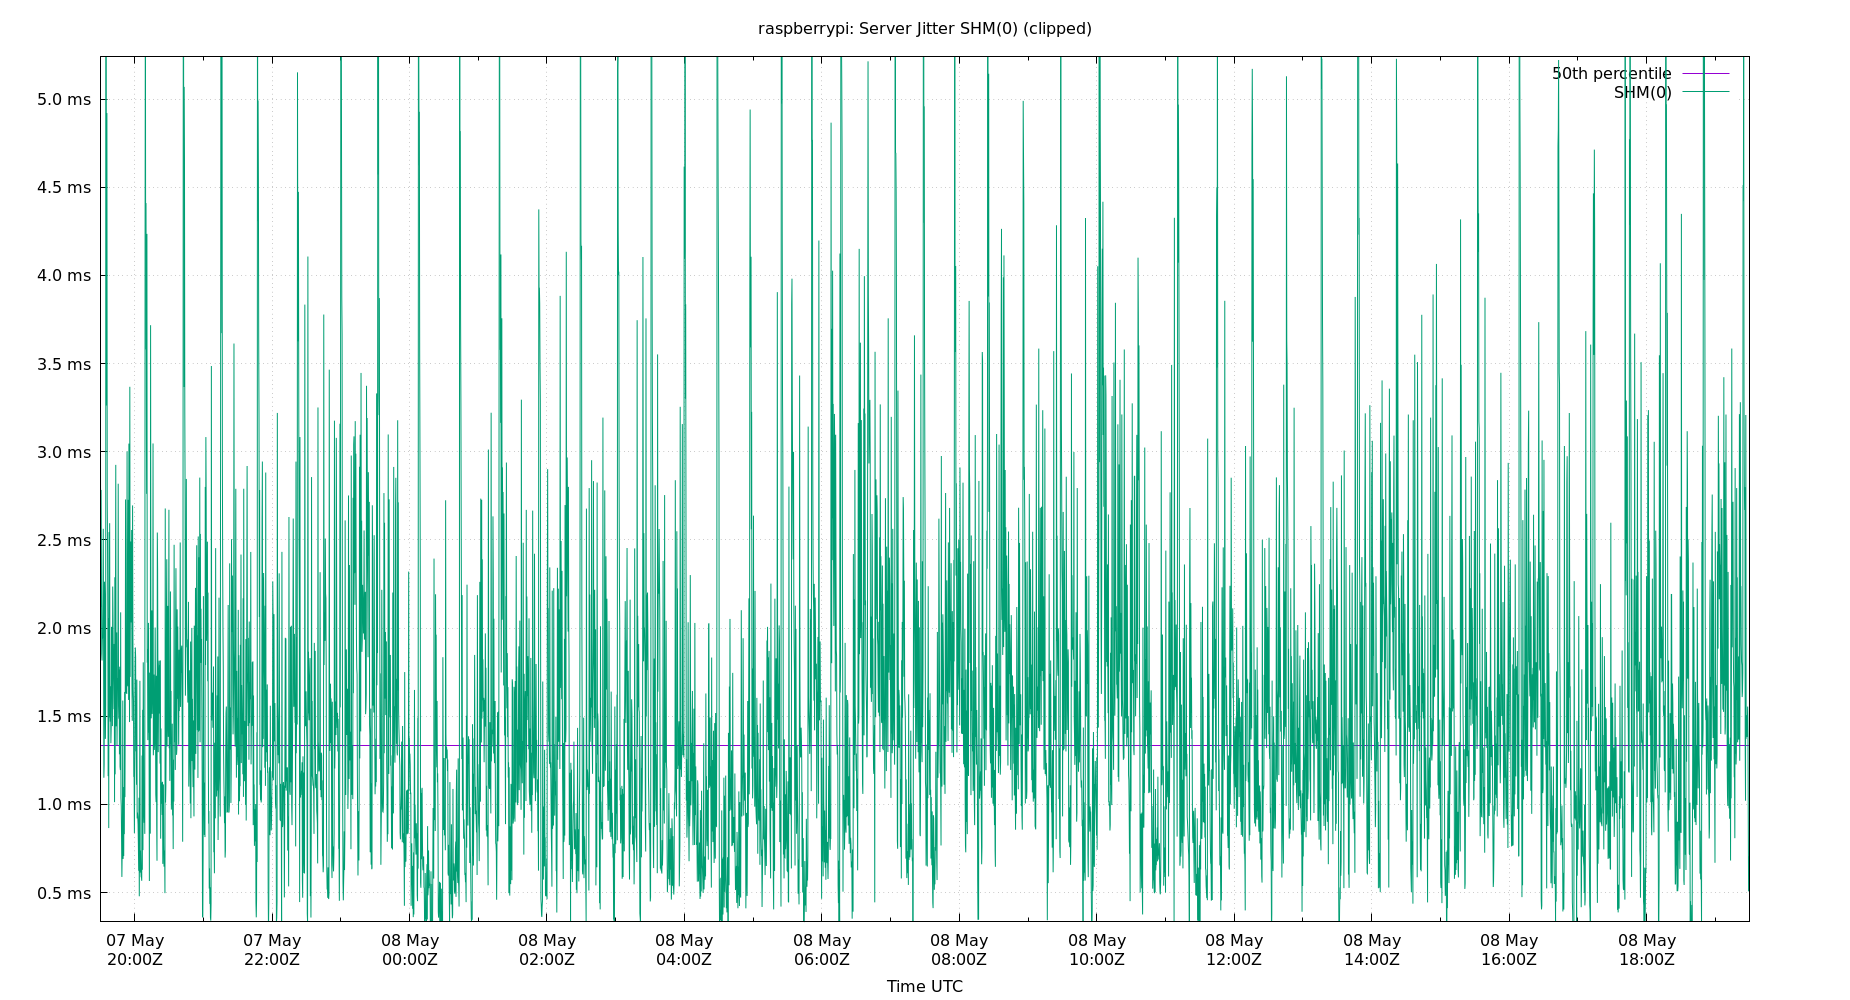 raspberrypi: Server Jitter SHM(0) (clipped)
50th percentile
SHM(0)
5.0 ms
4.5 ms
4.0 ms
3.5 ms
3.0 ms
2.5 ms
2.0 ms
1.5 ms
1.0 ms
0.5 ms
07 May 07 May 08 May 08 May 08 May 08 May 08 May 08 May 08 May 08 May 08 May 08 May
20:00Z 22:00Z 00:00Z 02:00Z 04:00Z 06:00Z 08:00Z 10:00Z 12:00Z 14:00Z 16:00Z 18:00Z
Time UTC